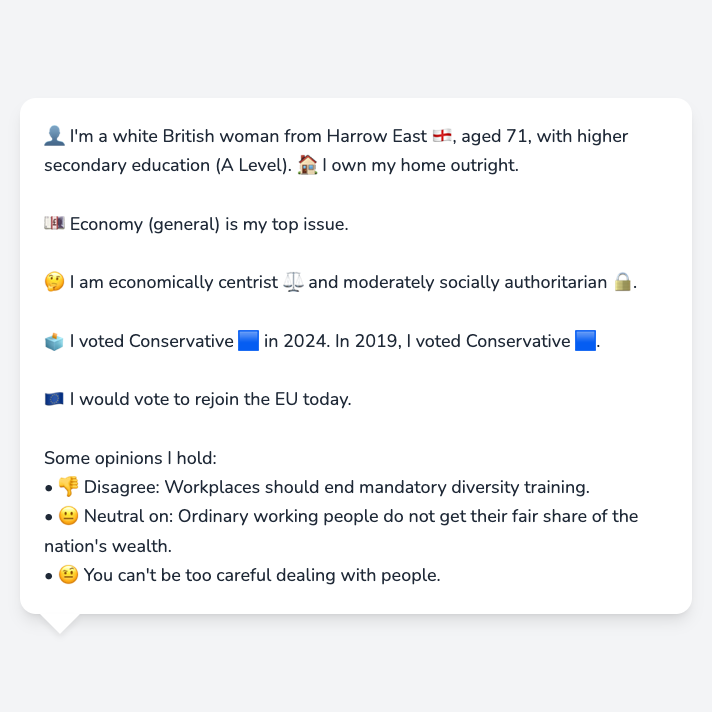 👤 I'm a white British woman from Harrow East 🏴󠁧󠁢󠁥󠁮󠁧󠁿, aged 71, with higher
secondary education (A Level). 🏠 I own my home outright.
💷 Economy (general) is my top issue.
🤔 I am economically centrist ⚖️ and moderately socially authoritarian 🔒.
🗳️ I voted Conservative 🟦 in 2024. In 2019, I voted Conservative 🟦.
🇪🇺 I would vote to rejoin the EU today.
Some opinions I hold:
• 👎 Disagree: Workplaces should end mandatory diversity training.
• 😐 Neutral on: Ordinary working people do not get their fair share of the
nation's wealth.
• 🤨 You can't be too careful dealing with people.